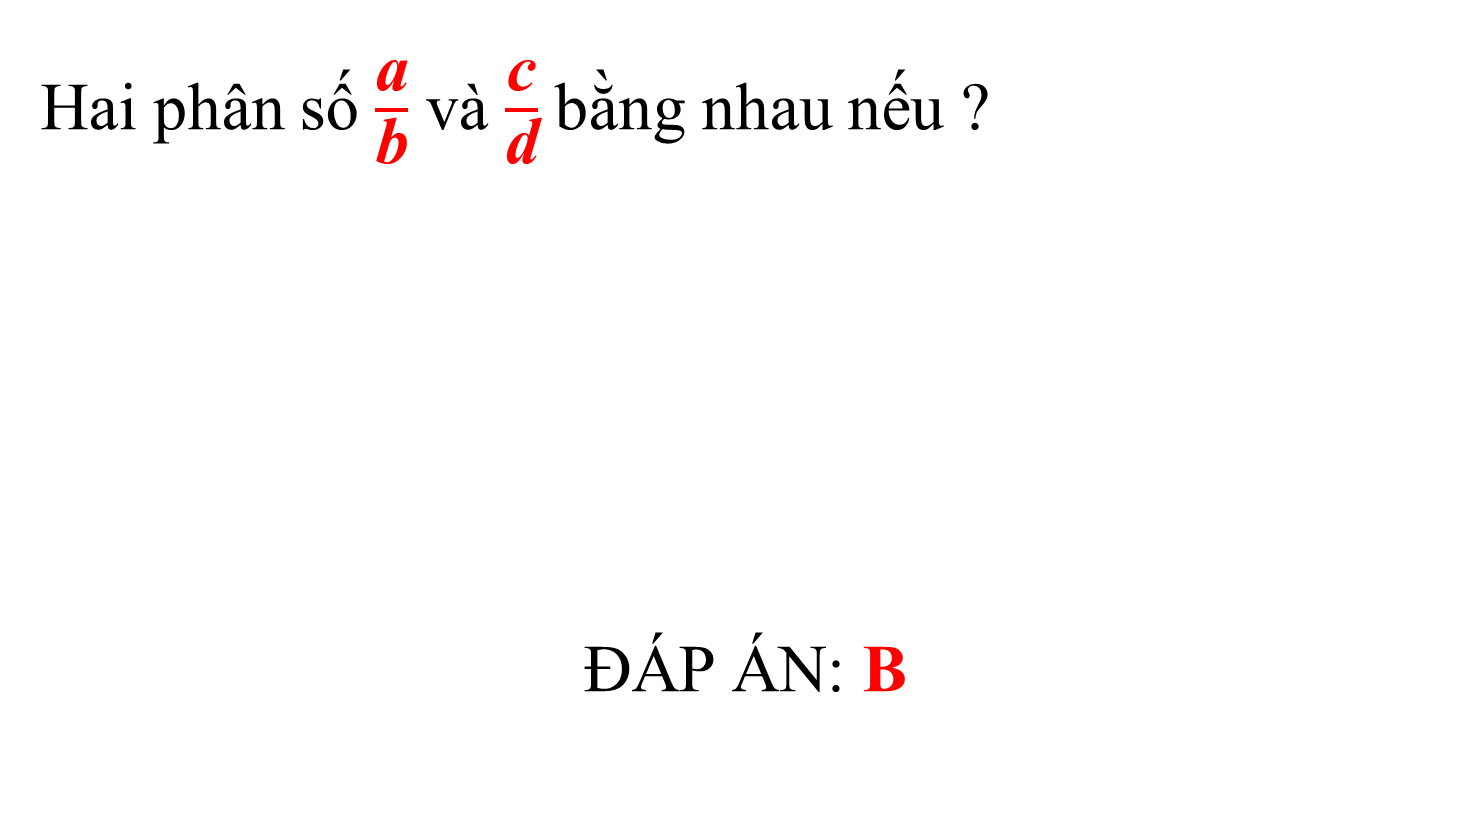 Hai phân số a/b và c/d bằng nhau nếu ?
ĐÁP ÁN: B